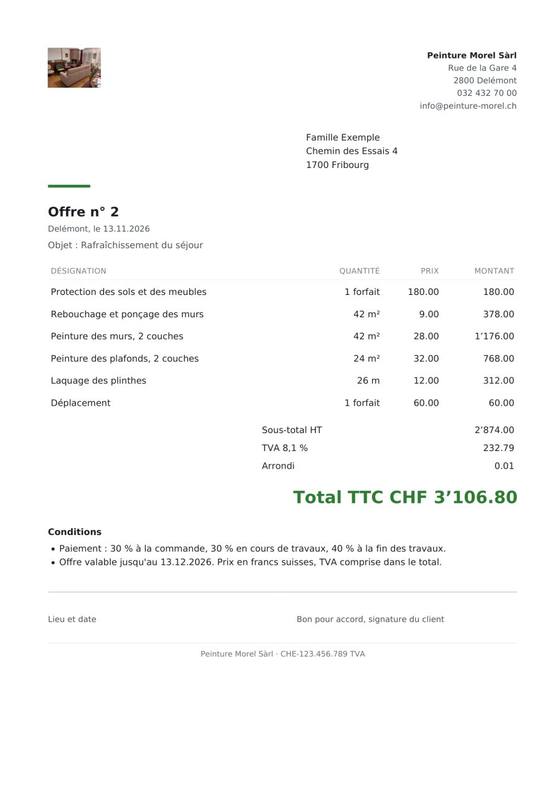 Peinture Morel Sàrl
Rue de la Gare 4
2800 Delémont
032 432 70 00
info@peinture-morel.ch
Famille Exemple
Chemin des Essais 4
1700 Fribourg
Offre n° 2
Delémont, le 13.11.2026
Objet : Rafraîchissement du séjour
DÉSIGNATION QUANTITÉ PRIX MONTANT
Protection des sols et des meubles 1 forfait 180.00 180.00
Rebouchage et ponçage des murs 42 m² 9.00 378.00
Peinture des murs, 2 couches 42 m² 28.00 1’176.00
Peinture des plafonds, 2 couches 24 m² 32.00 768.00
Laquage des plinthes 26 m 12.00 312.00
Déplacement 1 forfait 60.00 60.00
Sous-total HT 2’874.00
TVA 8,1 % 232.79
Arrondi 0.01
Total TTC CHF 3’106.80
Conditions
• Paiement : 30 % à la commande, 30 % en cours de travaux, 40 % à la fin des travaux.
• Offre valable jusqu'au 13.12.2026. Prix en francs suisses, TVA comprise dans le total.
Lieu et date Bon pour accord, signature du client
Peinture Morel Sàrl · CHE-123.456.789 TVA